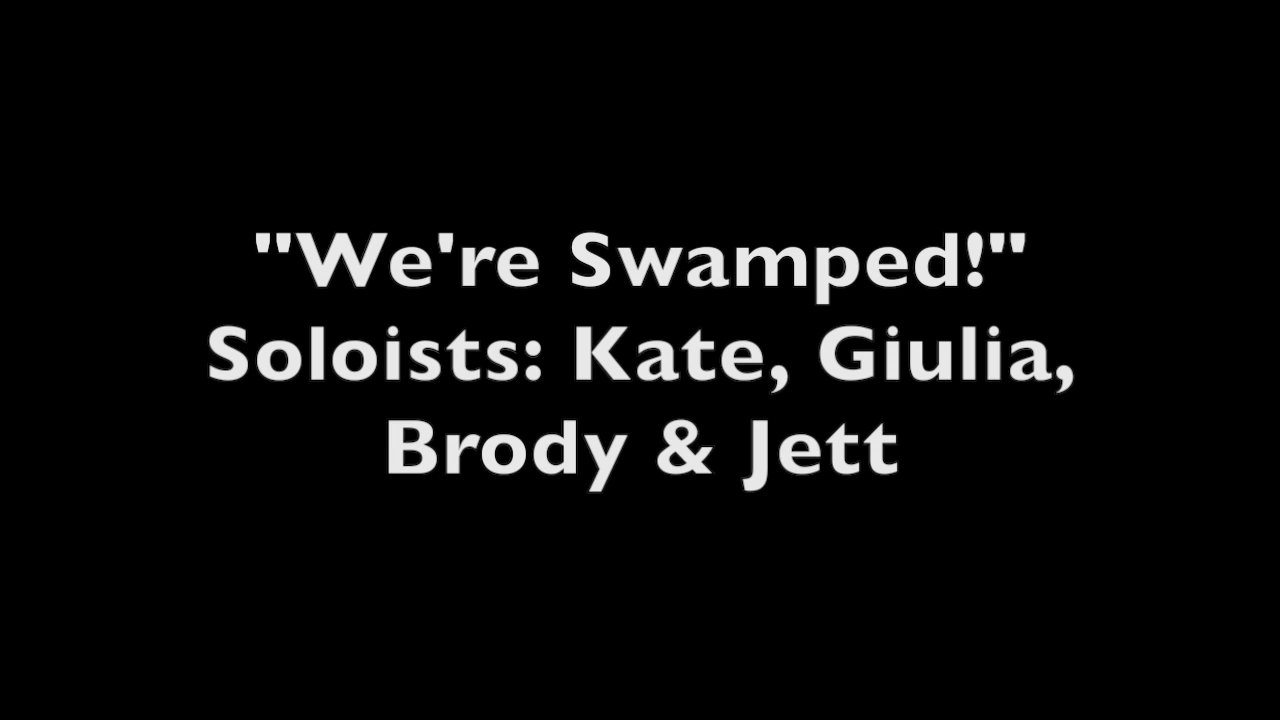 "We're Swamped!"
Soloists: Kate, Giulia,
Brody & Jett